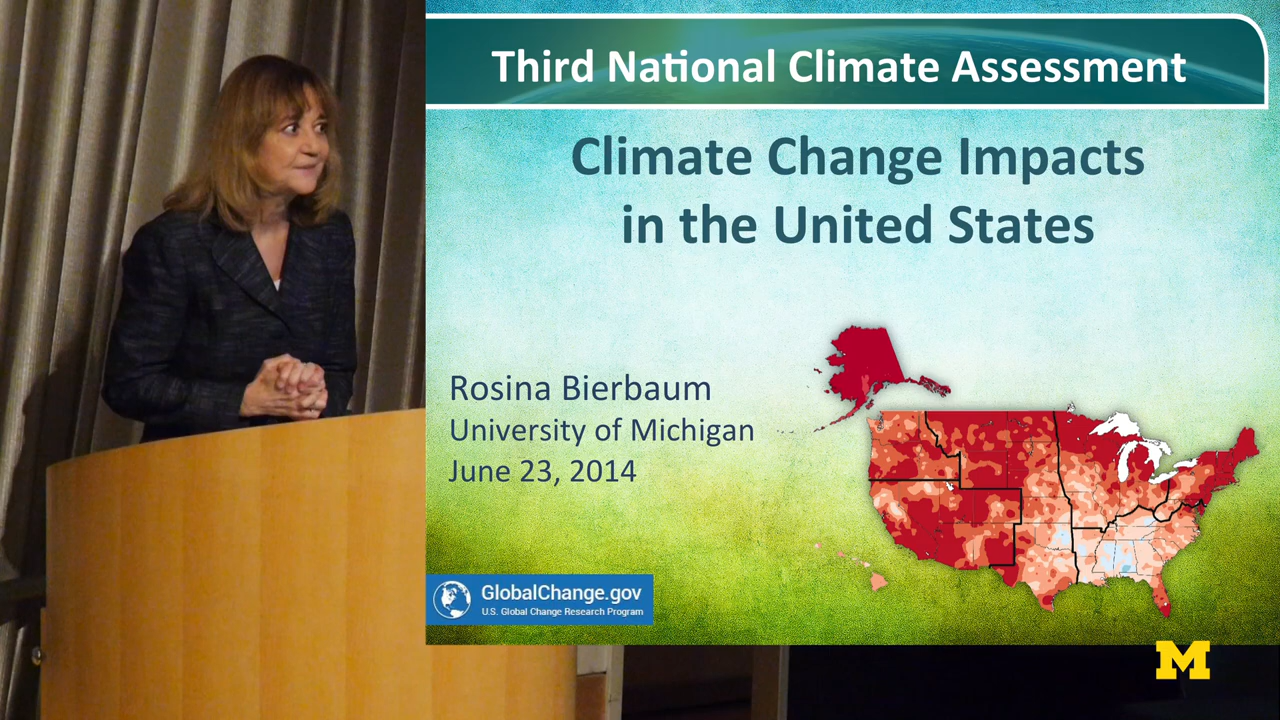 Third National Climate Assessment
Climate Change Impacts
in the United States
Rosina Bierbaum
University of Michigan
June 23, 2014
GlobalChange.gov
U.S. Global Change Research Program
M